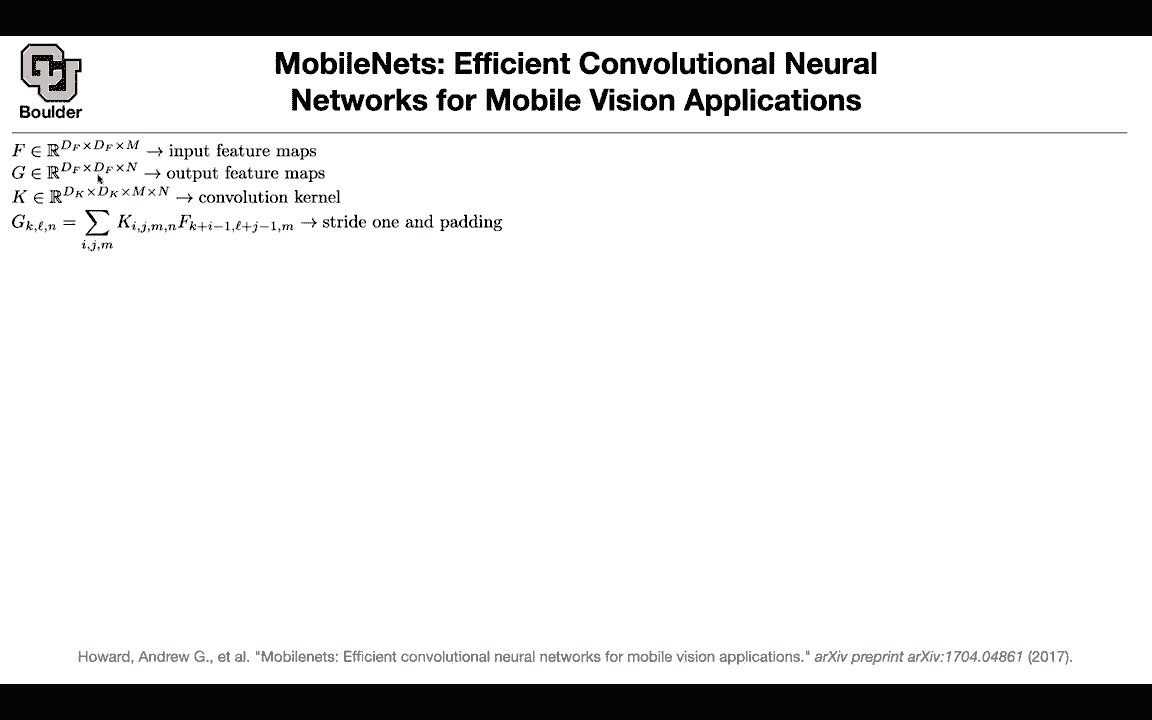 CU
Boulder
MobileNets: Efficient Convolutional Neural
Networks for Mobile Vision Applications
$F \in \mathbb{R}^{D_F \times D_F \times M} \rightarrow$ input feature maps
$G \in \mathbb{R}^{D_F \times D_F \times N} \rightarrow$ output feature maps
$K \in \mathbb{R}^{D_K \times D_K \times M \times N} \rightarrow$ convolution kernel
$G_{k,\ell,n} = \sum_{i,j,m} K_{i,j,m,n} F_{k+i-1,\ell+j-1,m} \rightarrow$ stride one and padding
Howard, Andrew G., et al. "Mobilenets: Efficient convolutional neural networks for mobile vision applications." arXiv preprint arXiv:1704.04861 (2017).